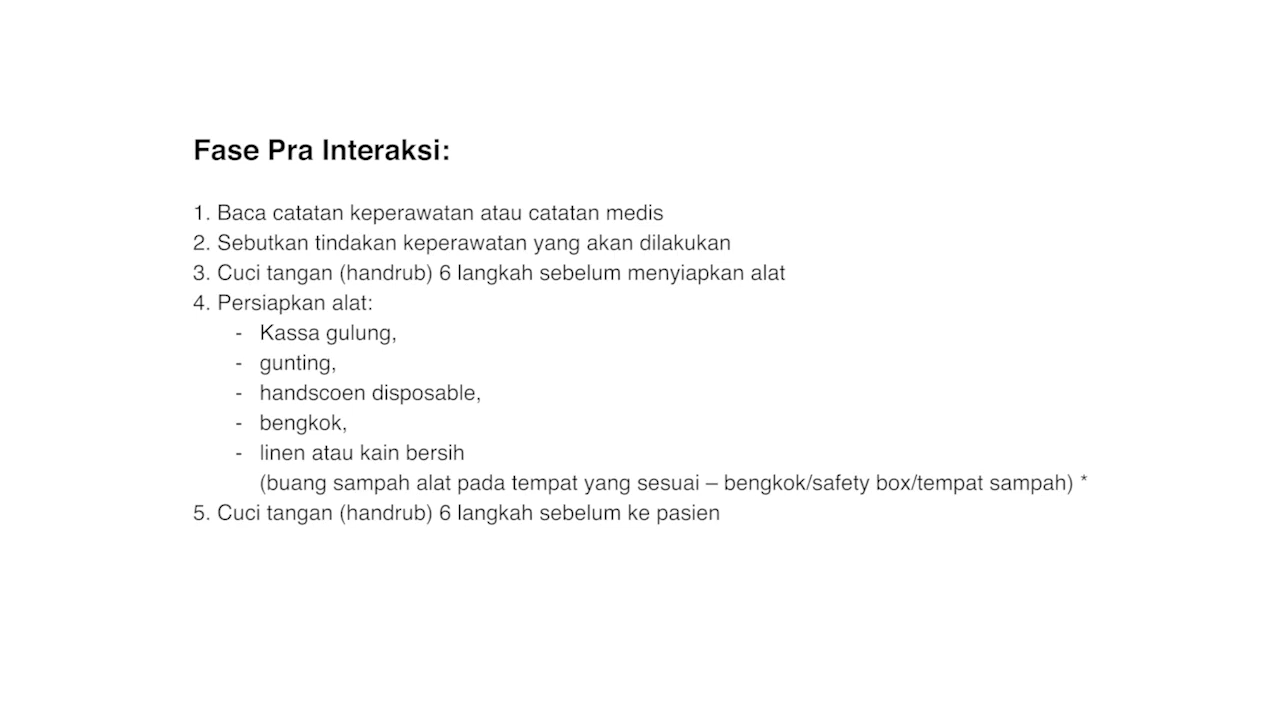 Fase Pra Interaksi:
1. Baca catatan keperawatan atau catatan medis
2. Sebutkan tindakan keperawatan yang akan dilakukan
3. Cuci tangan (handrub) 6 langkah sebelum menyiapkan alat
4. Persiapkan alat:
- Kassa gulung,
- gunting,
- handscoen disposable,
- bengkok,
- linen atau kain bersih
(buang sampah alat pada tempat yang sesuai – bengkok/safety box/tempat sampah) *
5. Cuci tangan (handrub) 6 langkah sebelum ke pasien